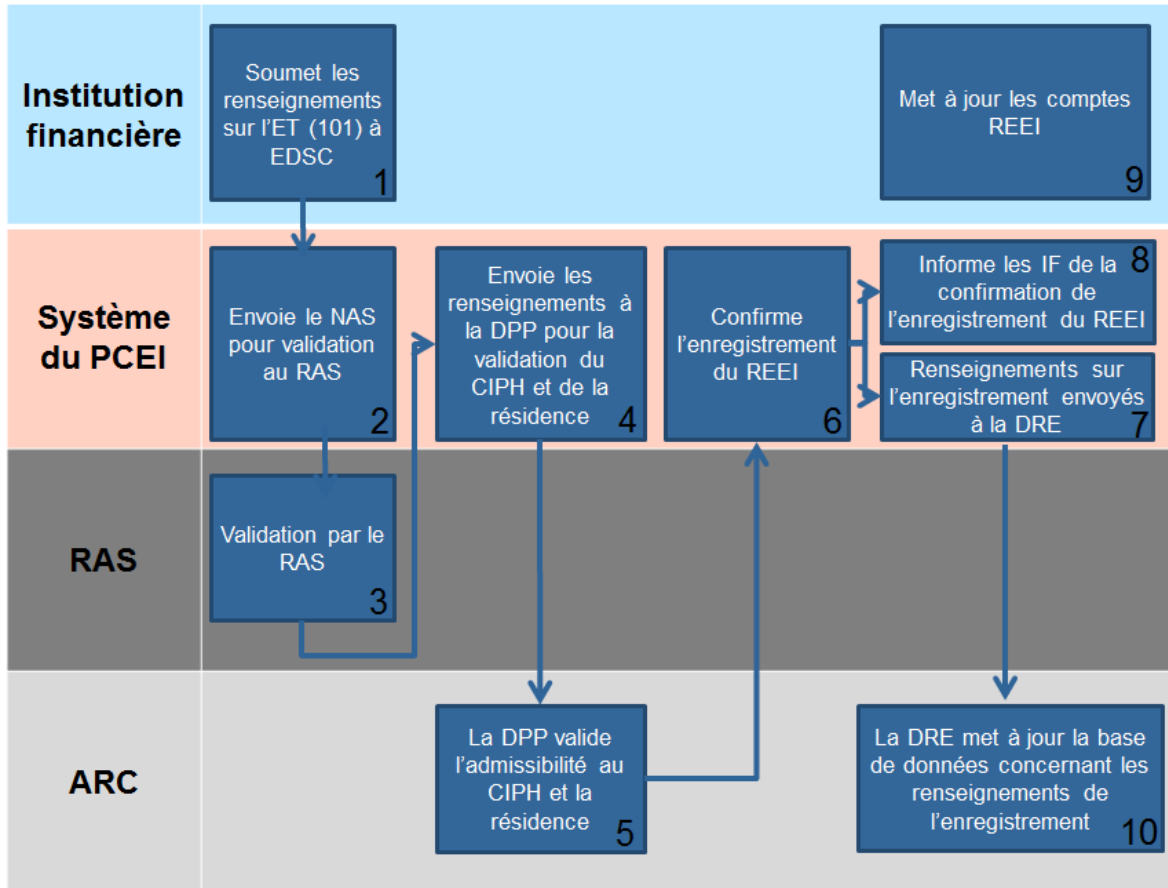 Institution
financière
Soumet les
renseignements
sur l'ET (101) à
EDSC
1
Met à jour les comptes
REEI
9
Système
du PCEI
Envoie le NAS
pour validation
au RAS
2
Envoie les
renseignements à
la DPP pour la
validation du
CIPH et de la
résidence
4
Confirme
l'enregistrement
du REEI
6
Informe les IF de la
confirmation de
l'enregistrement du REEI
8
Renseignements sur
l'enregistrement envoyés
à la DRE
7
RAS
Validation par le
RAS
3
ARC
La DPP valide
l'admissibilité au
CIPH et la
résidence
5
La DRE met à jour la base
de données concernant les
renseignements de
l'enregistrement
10